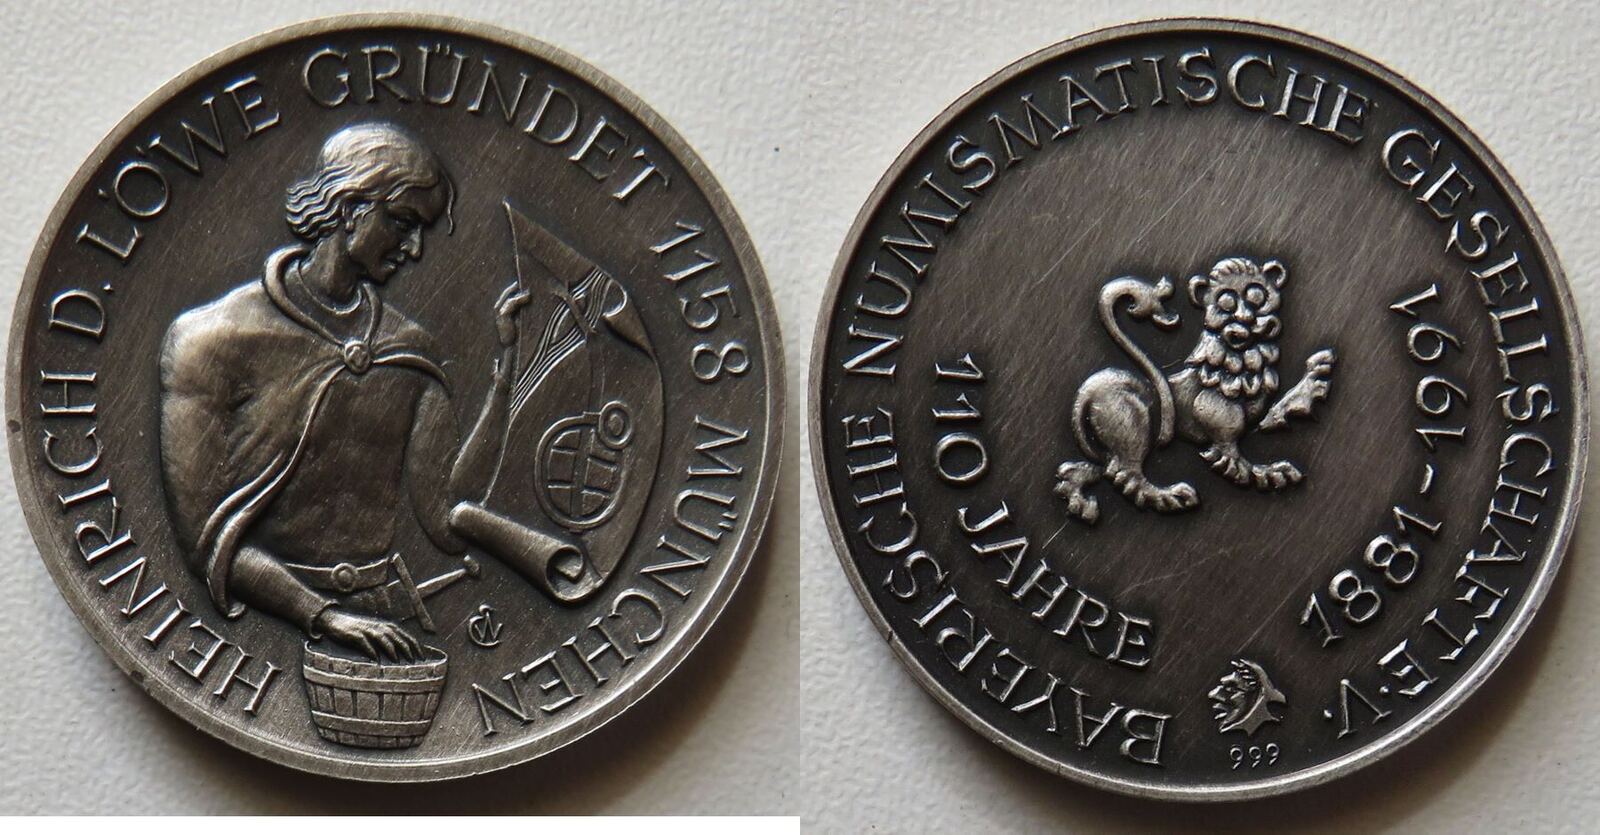 HEINRICH D. LÖWE GRÜNDET 1158 MÜNCHEN
BAYERISCHE NUMISMATISCHE GESELLSCHAFT E.V.
110 JAHRE
1881-1991
999